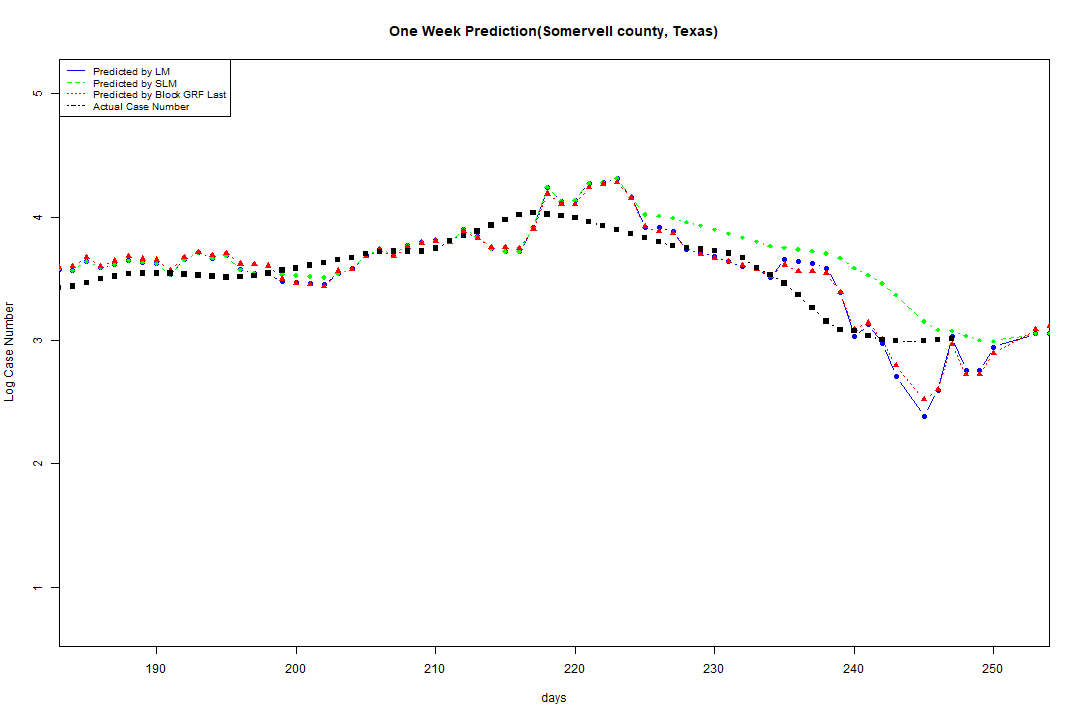 One Week Prediction(Somervell county, Texas)
Predicted by LM
Predicted by SLM
Predicted by Block GRF Last
Actual Case Number
5
4
3
2
1
Log Case Number
190 200 210 220 230 240 250
days